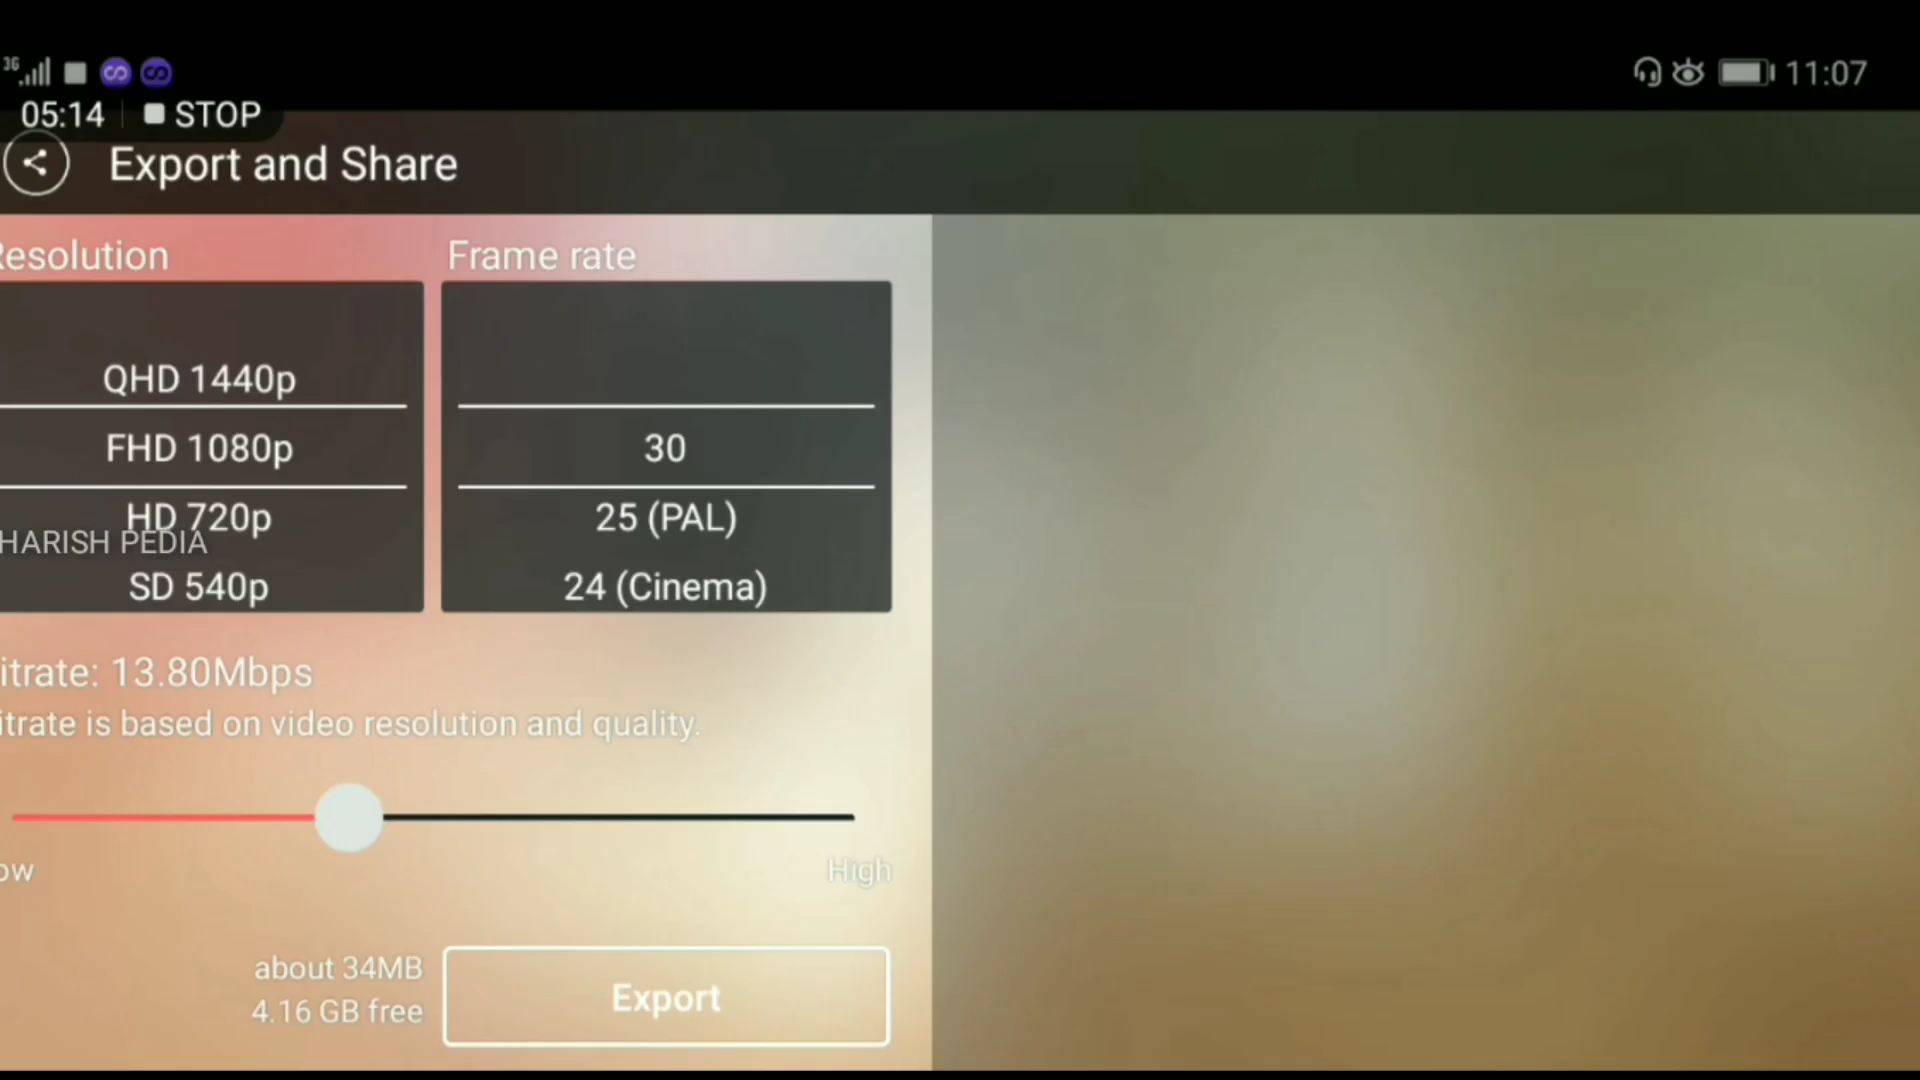 3G 11:07
05:14 STOP
Export and Share
Resolution Frame rate
QHD 1440p
FHD 1080p 30
HD 720p 25 (PAL)
HARISH PEDIA
SD 540p 24 (Cinema)
itrate: 13.80Mbps
itrate is based on video resolution and quality.
ow High
about 34MB
4.16 GB free
Export